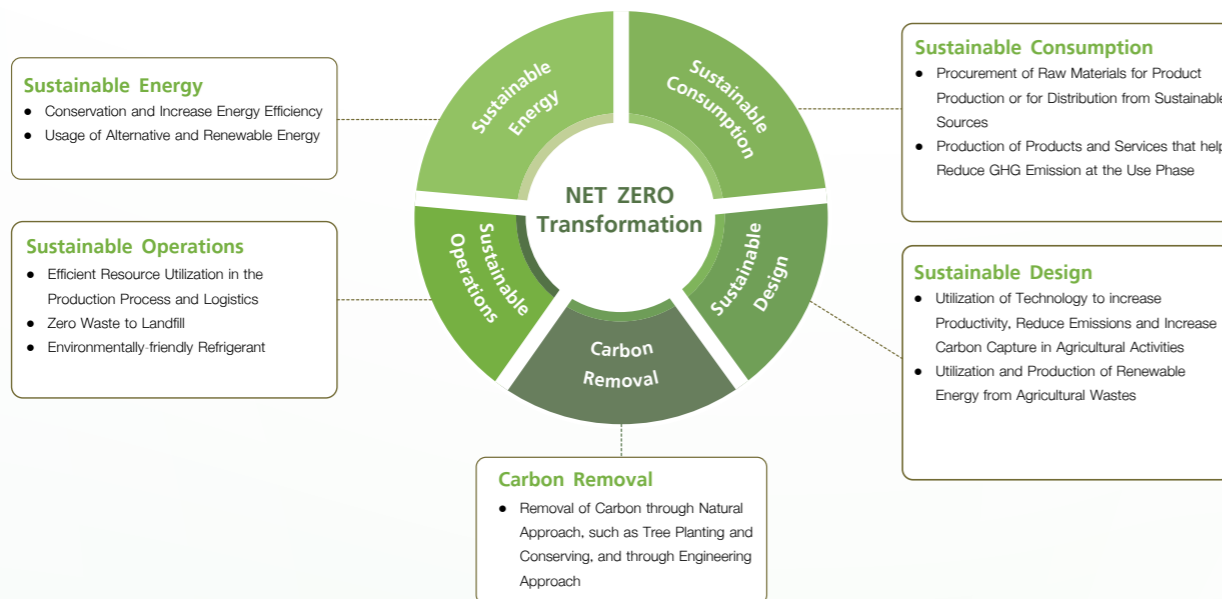 Sustainable Energy
● Conservation and Increase Energy Efficiency
● Usage of Alternative and Renewable Energy
Sustainable Operations
● Efficient Resource Utilization in the
Production Process and Logistics
● Zero Waste to Landfill
● Environmentally-friendly Refrigerant
Sustainable
Energy
Sustainable
Consumption
Sustainable
Operations
Sustainable
Design
Carbon
Removal
NET ZERO
Transformation
Sustainable Consumption
● Procurement of Raw Materials for Product
Production or for Distribution from Sustainable
Sources
● Production of Products and Services that help
Reduce GHG Emission at the Use Phase
Sustainable Design
● Utilization of Technology to increase
Productivity, Reduce Emissions and Increase
Carbon Capture in Agricultural Activities
● Utilization and Production of Renewable
Energy from Agricultural Wastes
Carbon Removal
● Removal of Carbon through Natural
Approach, such as Tree Planting and
Conserving, and through Engineering
Approach